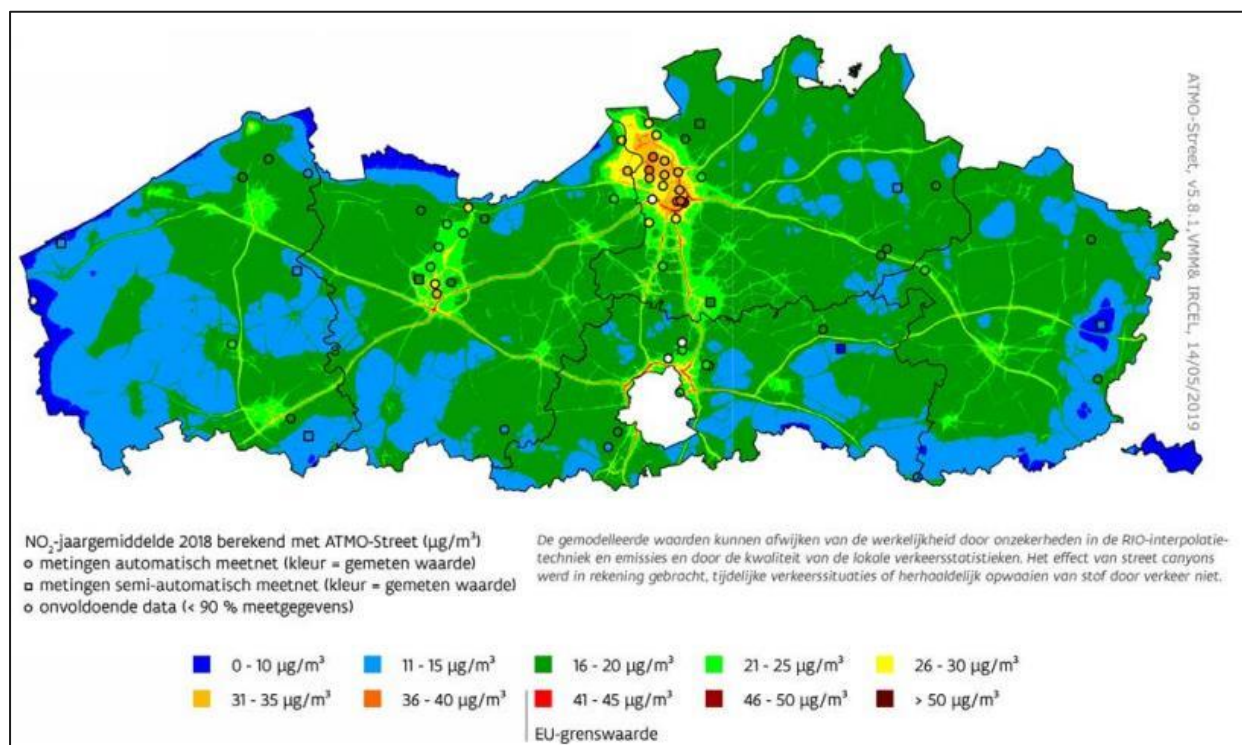 ATMO-Street, v5.8.1,VMM& IRCEL, 14/05/2019
NO₂-jaargemiddelde 2018 berekend met ATMO-Street (µg/m³)
metingen automatisch meetnet (kleur = gemeten waarde)
metingen semi-automatisch meetnet (kleur = gemeten waarde)
onvoldoende data (< 90 % meetgegevens)
De gemodelleerde waarden kunnen afwijken van de werkelijkheid door onzekerheden in de RIO-interpolatie-
techniek en emissies en door de kwaliteit van de lokale verkeersstatistieken. Het effect van street canyons
werd in rekening gebracht, tijdelijke verkeerssituaties of herhaaldelijk opwaaien van stof door verkeer niet.
0 - 10 µg/m³ 11 - 15 µg/m³ 16 - 20 µg/m³ 21 - 25 µg/m³ 26 - 30 µg/m³
31 - 35 µg/m³ 36 - 40 µg/m³ 41 - 45 µg/m³ 46 - 50 µg/m³ > 50 µg/m³
EU-grenswaarde